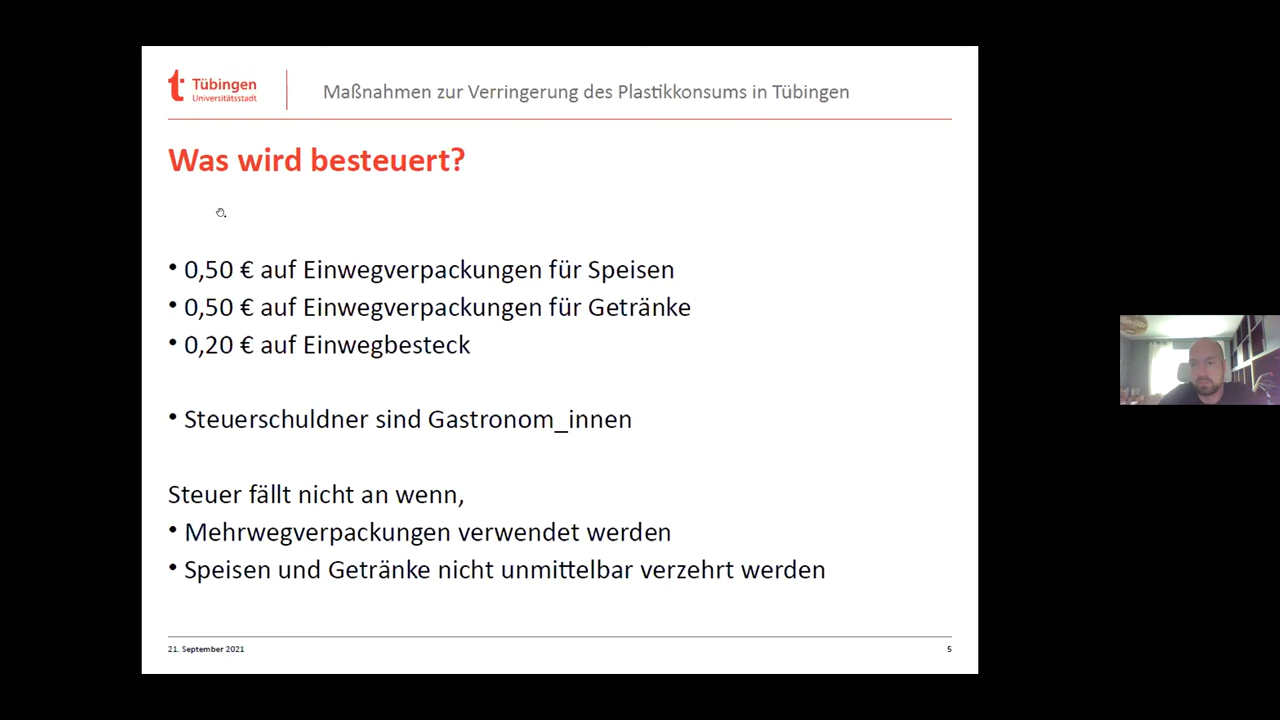 t Tübingen
Universitätsstadt
Maßnahmen zur Verringerung des Plastikkonsums in Tübingen
Was wird besteuert?
• 0,50 € auf Einwegverpackungen für Speisen
• 0,50 € auf Einwegverpackungen für Getränke
• 0,20 € auf Einwegbesteck
• Steuerschuldner sind Gastronom_innen
Steuer fällt nicht an wenn,
• Mehrwegverpackungen verwendet werden
• Speisen und Getränke nicht unmittelbar verzehrt werden
21. September 2021
5